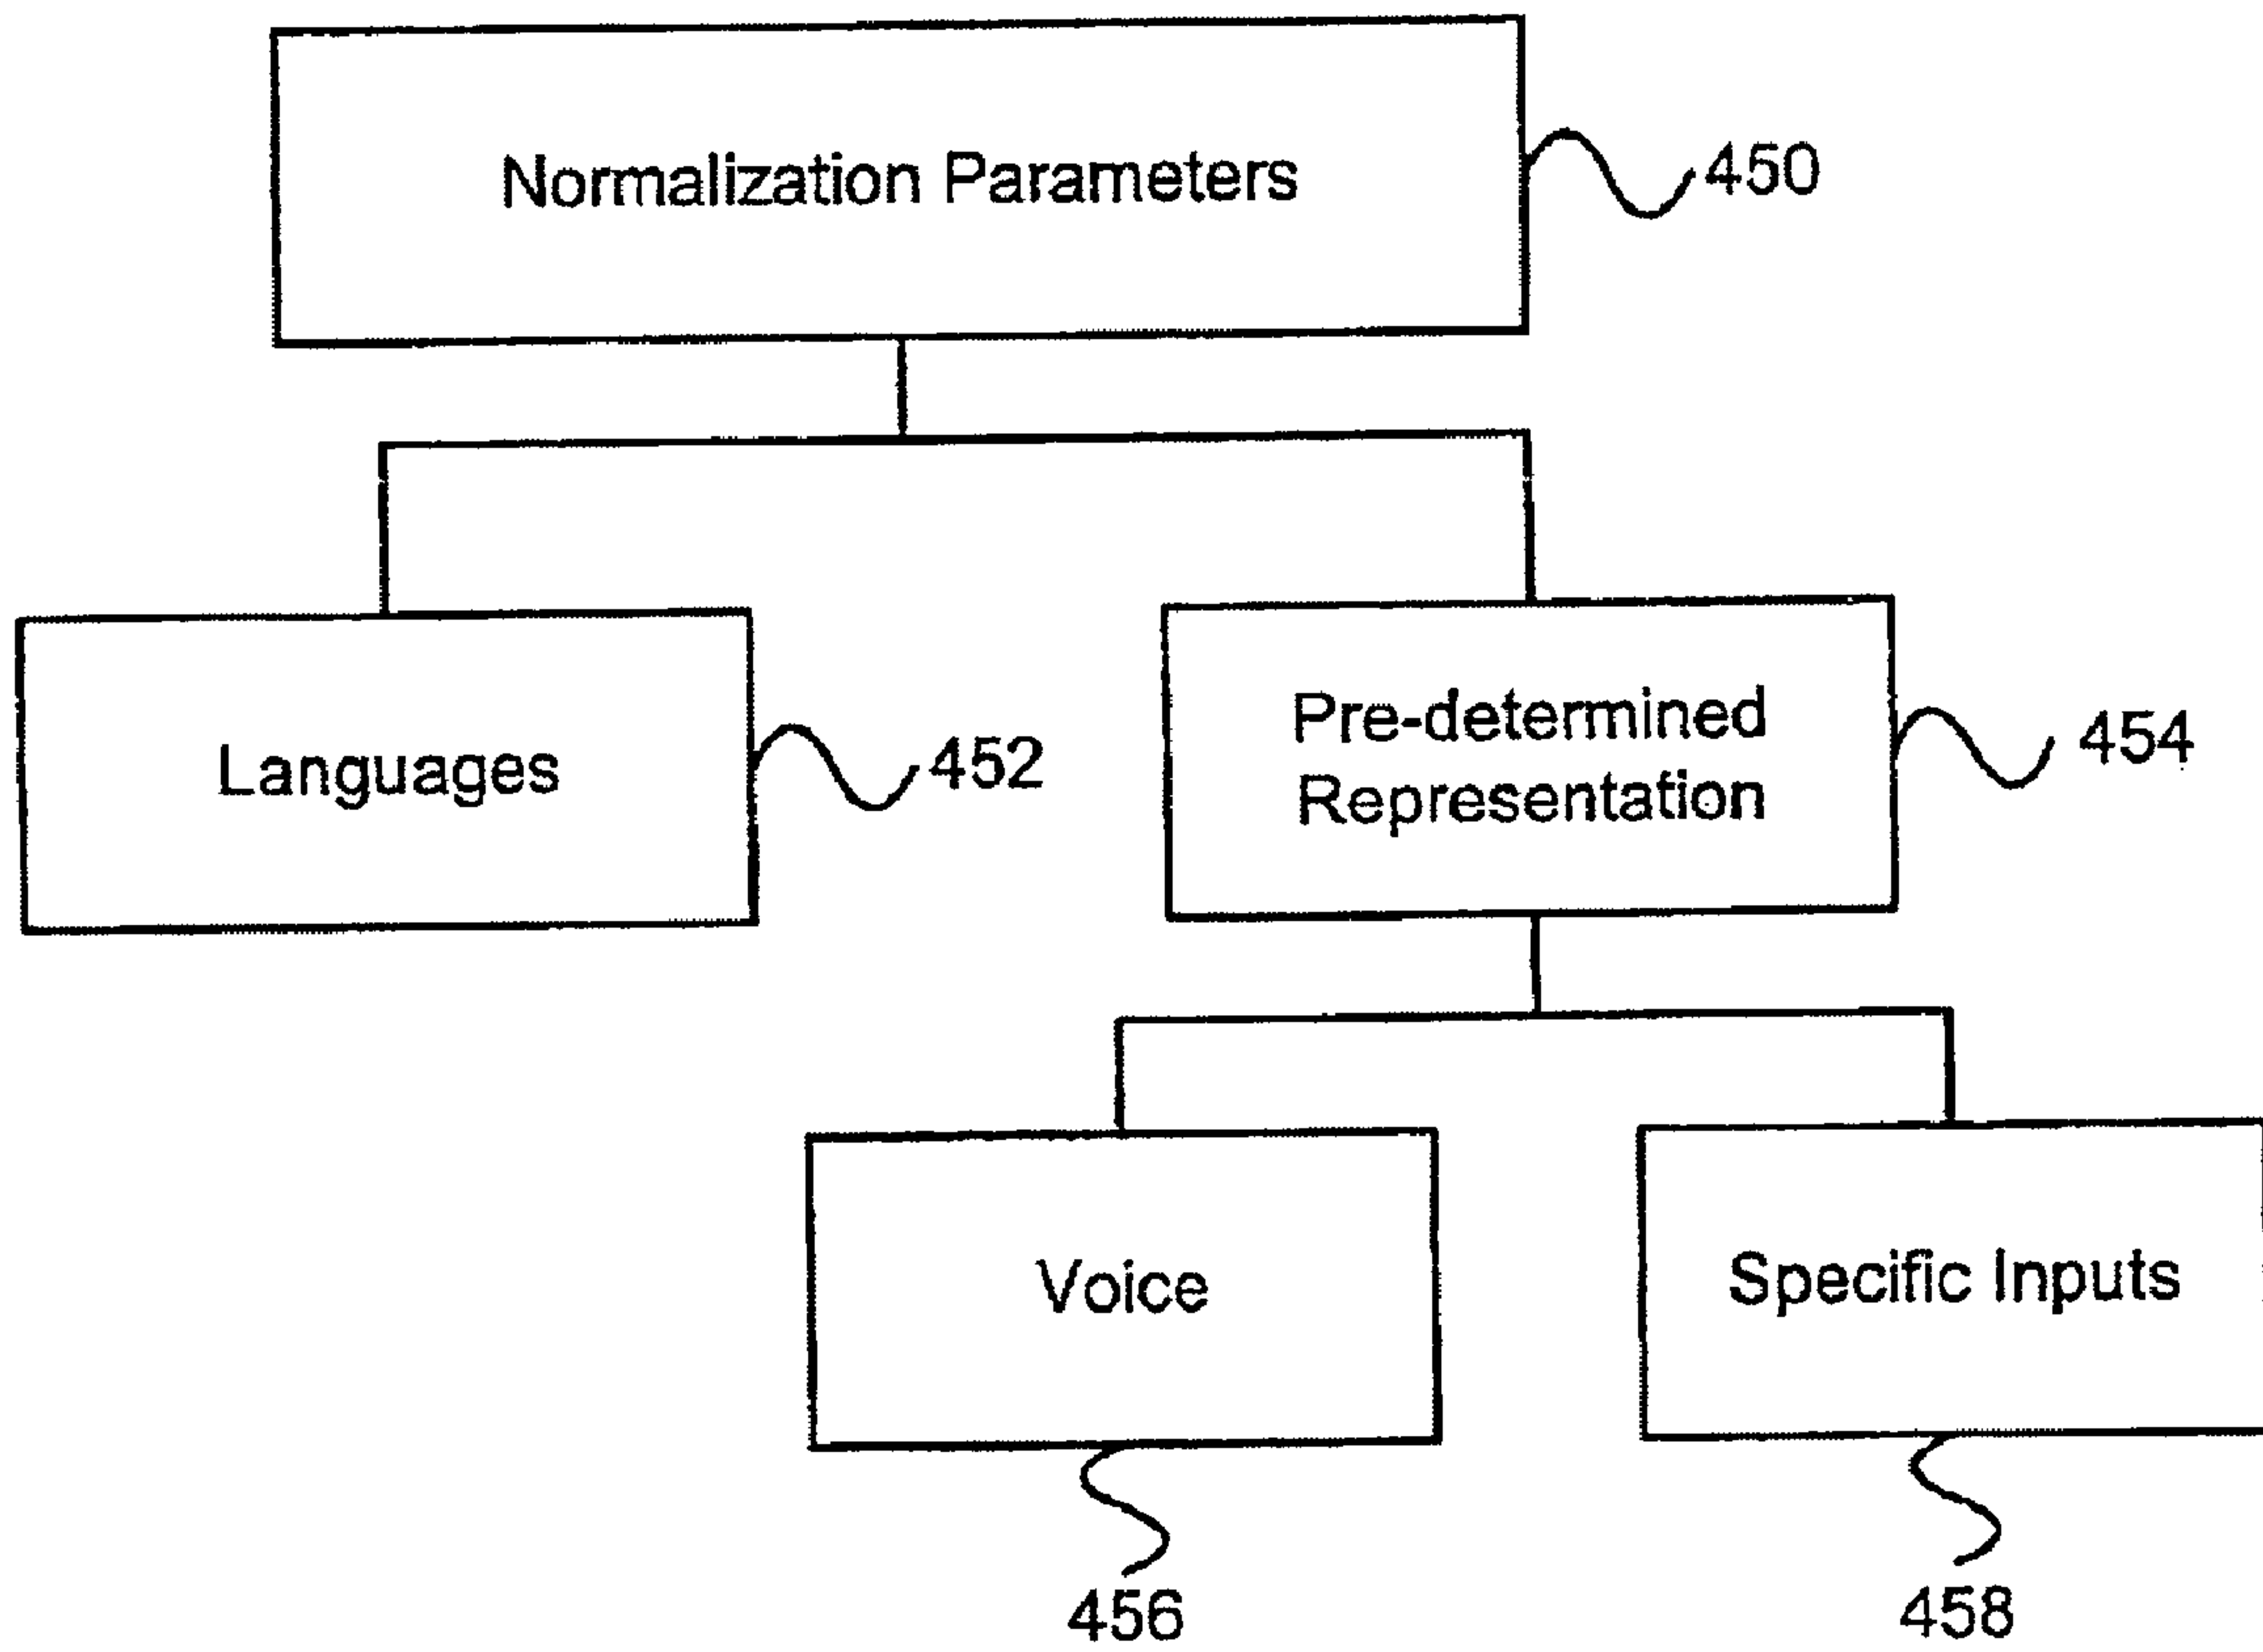 Normalization Parameters
450
Languages
452
Pre-determined
Representation
454
Voice
456
Specific Inputs
458